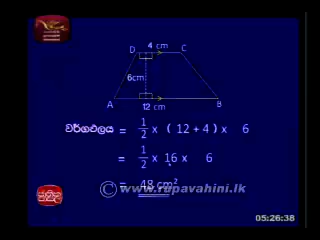 4 cm
D C
6cm
A B
12 cm
වර්ගඵලය = 1/2 x ( 12 + 4 ) x 6
= 1/2 x 16 x 6
= 48 cm²
© www.rupavahini.lk
05:26:38